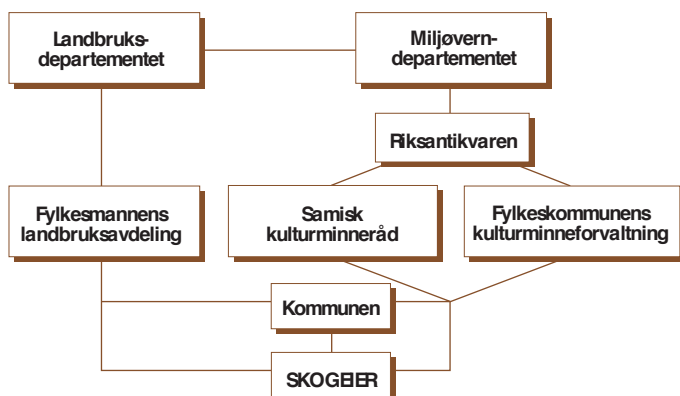 Landbruks-
departementet
Miljøvern-
departementet
Riksantikvaren
Fylkesmannens
landbruksavdeling
Samisk
kulturminneråd
Fylkeskommunens
kulturminneforvaltning
Kommunen
SKOGEIER